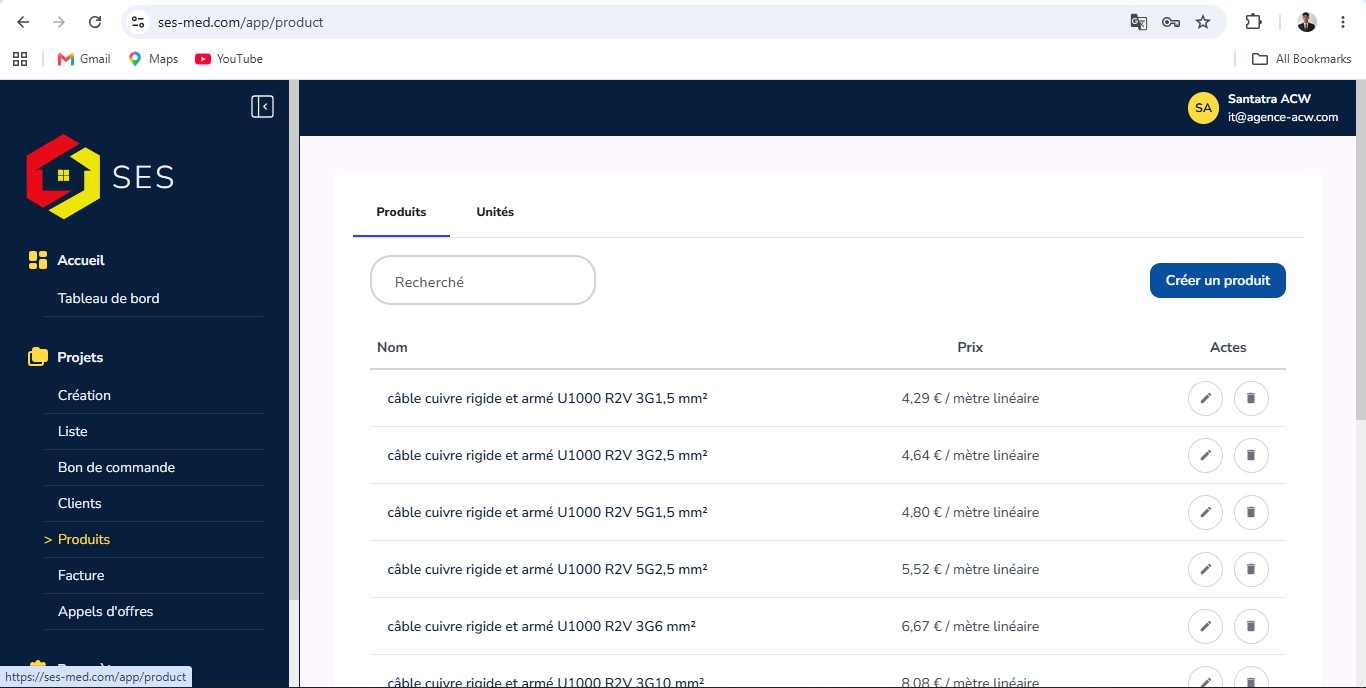 ses-med.com/app/product
Gmail
Maps
YouTube
All Bookmarks
SES
Accueil
Tableau de bord
Projets
Création
Liste
Bon de commande
Clients
> Produits
Facture
Appels d'offres
https://ses-med.com/app/product
SA
Santatra ACW
it@agence-acw.com
Produits Unités
Recherché
Créer un produit
Nom Prix Actes
câble cuivre rigide et armé U1000 R2V 3G1,5 mm² 4,29 € / mètre linéaire
câble cuivre rigide et armé U1000 R2V 3G2,5 mm² 4,64 € / mètre linéaire
câble cuivre rigide et armé U1000 R2V 5G1,5 mm² 4,80 € / mètre linéaire
câble cuivre rigide et armé U1000 R2V 5G2,5 mm² 5,52 € / mètre linéaire
câble cuivre rigide et armé U1000 R2V 3G6 mm² 6,67 € / mètre linéaire
câble cuivre rigide et armé U1000 R2V 3G10 mm² 8,08 € / mètre linéaire